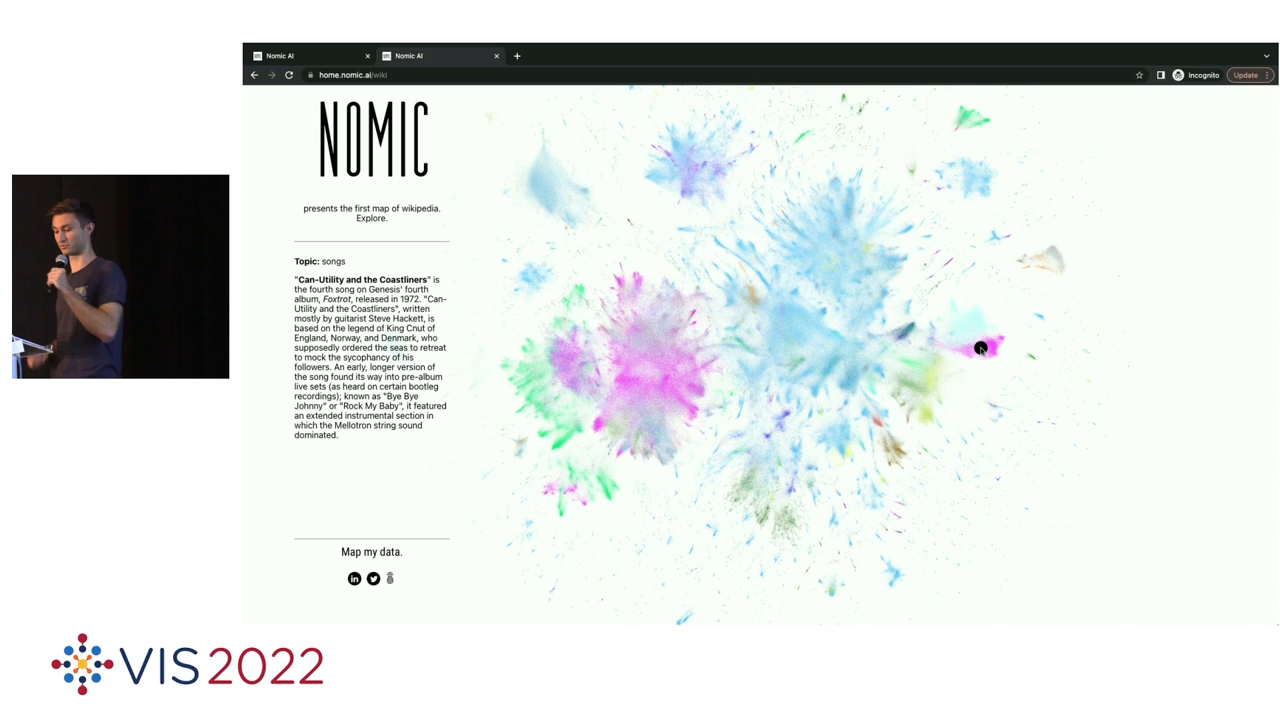 Nomic AI
Nomic AI
home.nomic.ai/wiki
Incognito
Update
NOMIC
presents the first map of wikipedia.
Explore.
Topic: songs
"Can-Utility and the Coastliners" is
the fourth song on Genesis' fourth
album, Foxtrot, released in 1972. "Can-
Utility and the Coastliners", written
mostly by guitarist Steve Hackett, is
based on the legend of King Cnut of
England, Norway, and Denmark, who
supposedly ordered the seas to retreat
to mock the sycophancy of his
followers. An early, longer version of
the song found its way into pre-album
live sets (as heard on certain bootleg
recordings); known as "Bye Bye
Johnny" or "Rock My Baby", it featured
an extended instrumental section in
which the Mellotron string sound
dominated.
Map my data.
in
VIS2022